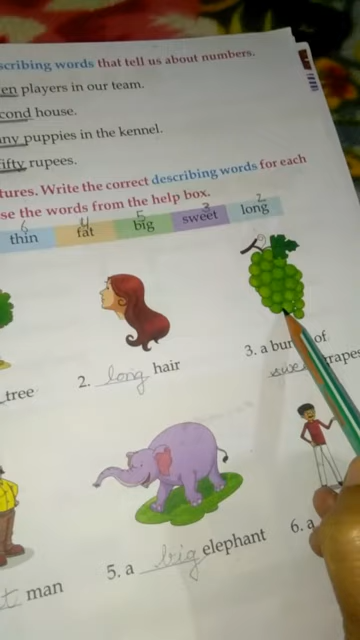 scribing words that tell us about numbers.
en players in our team.
cond house.
any puppies in the kennel.
ifty rupees.
tures. Write the correct describing words for each
se the words from the help box.
6 4 5 3 2
thin fat big sweet long
tree
2. long hair
3. a bun of
swee rapes
t man
5. a big elephant
6. a